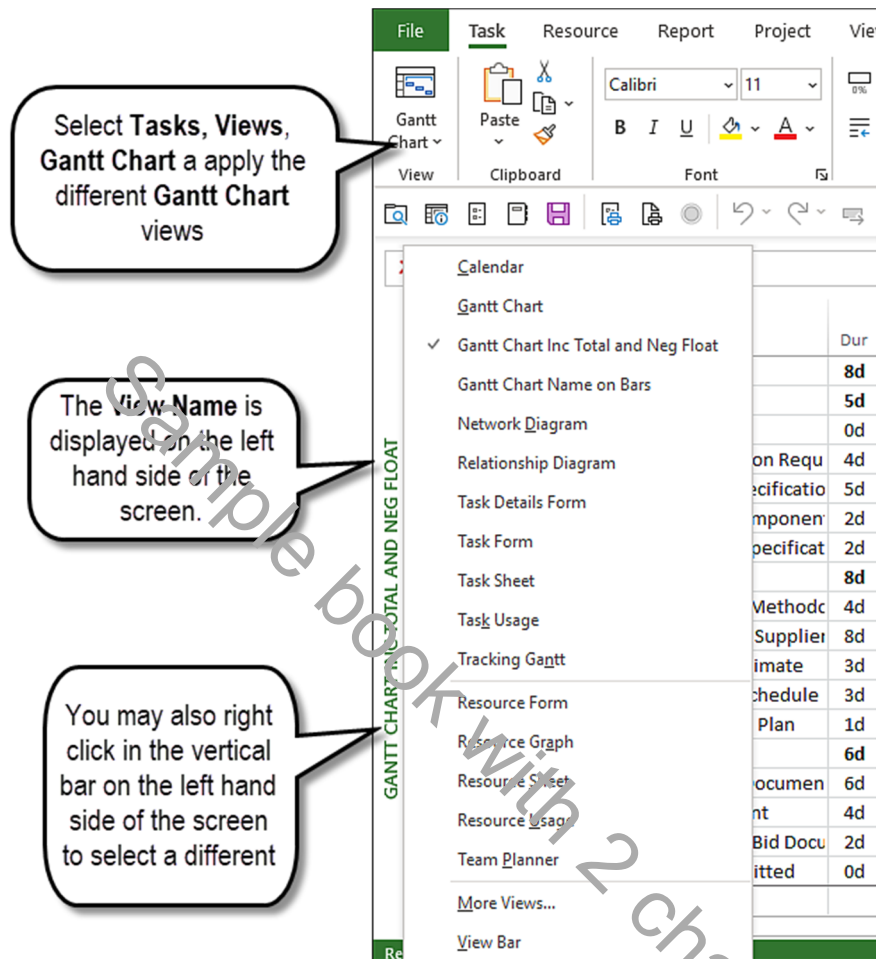 File Task Resource Report Project Vie
Gantt
Chart
Paste
Calibri 11
B I U A
0%
View Clipboard Font
Select Tasks, Views,
Gantt Chart a apply the
different Gantt Chart
views
The View Name is
displayed on the left
hand side of the
screen.
You may also right
click in the vertical
bar on the left hand
side of the screen
to select a different
GANTT CHART INC TOTAL AND NEG FLOAT
Calendar
Gantt Chart
Gantt Chart Inc Total and Neg Float
Gantt Chart Name on Bars
Network Diagram
Relationship Diagram
Task Details Form
Task Form
Task Sheet
Task Usage
Tracking Gantt
Resource Form
Resource Graph
Resource Sheet
Resource Usage
Team Planner
More Views...
View Bar
Dur
8d
5d
0d
on Requ 4d
ecificatio 5d
mponen 2d
pecificat 2d
8d
Methodo 4d
Supplier 8d
imate 3d
chedule 3d
Plan 1d
6d
ocumen 6d
nt 4d
Bid Docu 2d
itted 0d
Re
Sample book with 2 cha